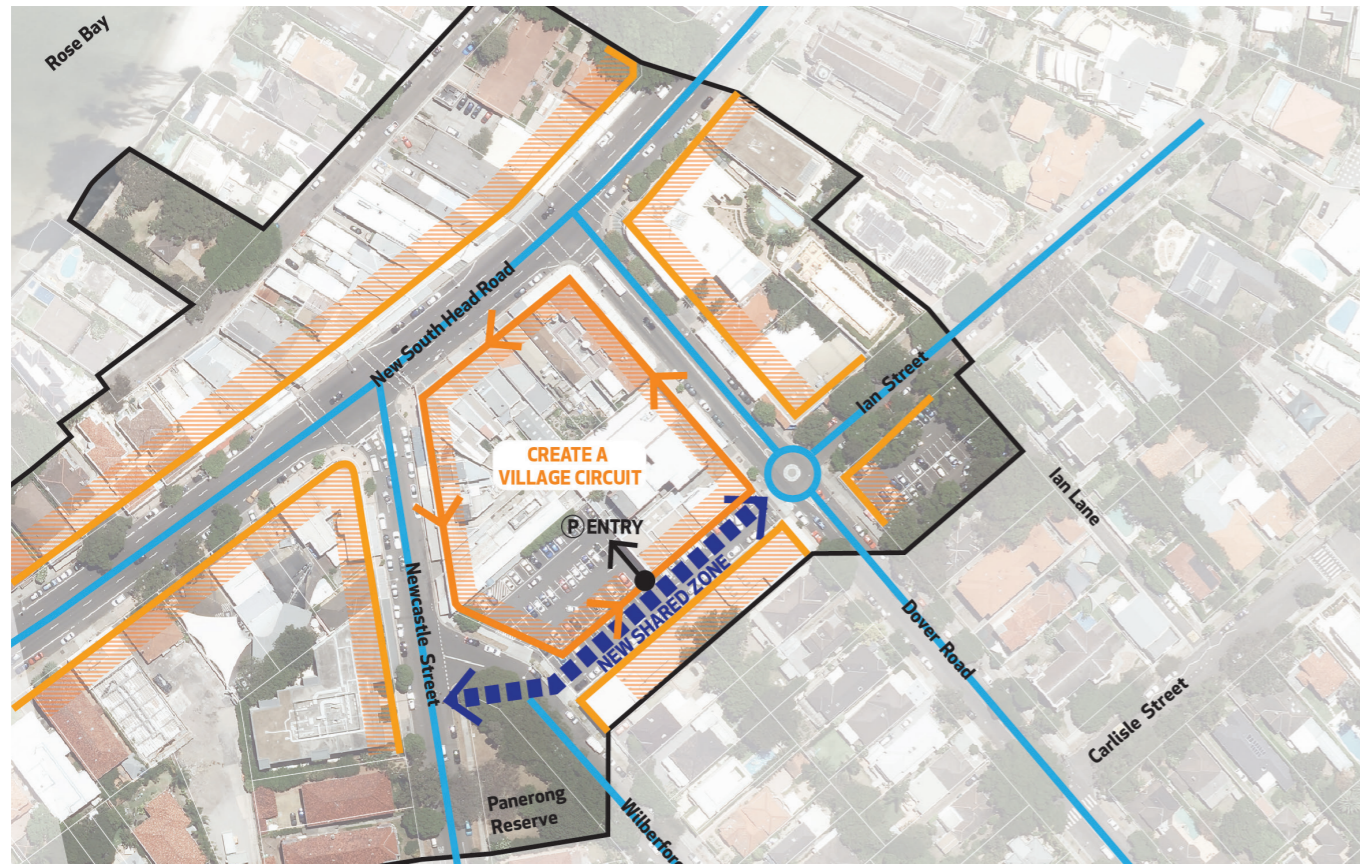 Rose Bay
New South Head Road
CREATE A
VILLAGE CIRCUIT
P ENTRY
Ian Street
Ian Lane
NEW SHARED ZONE
Newcastle Street
Dover Road
Carlisle Street
Panerong
Reserve
Wilberforc